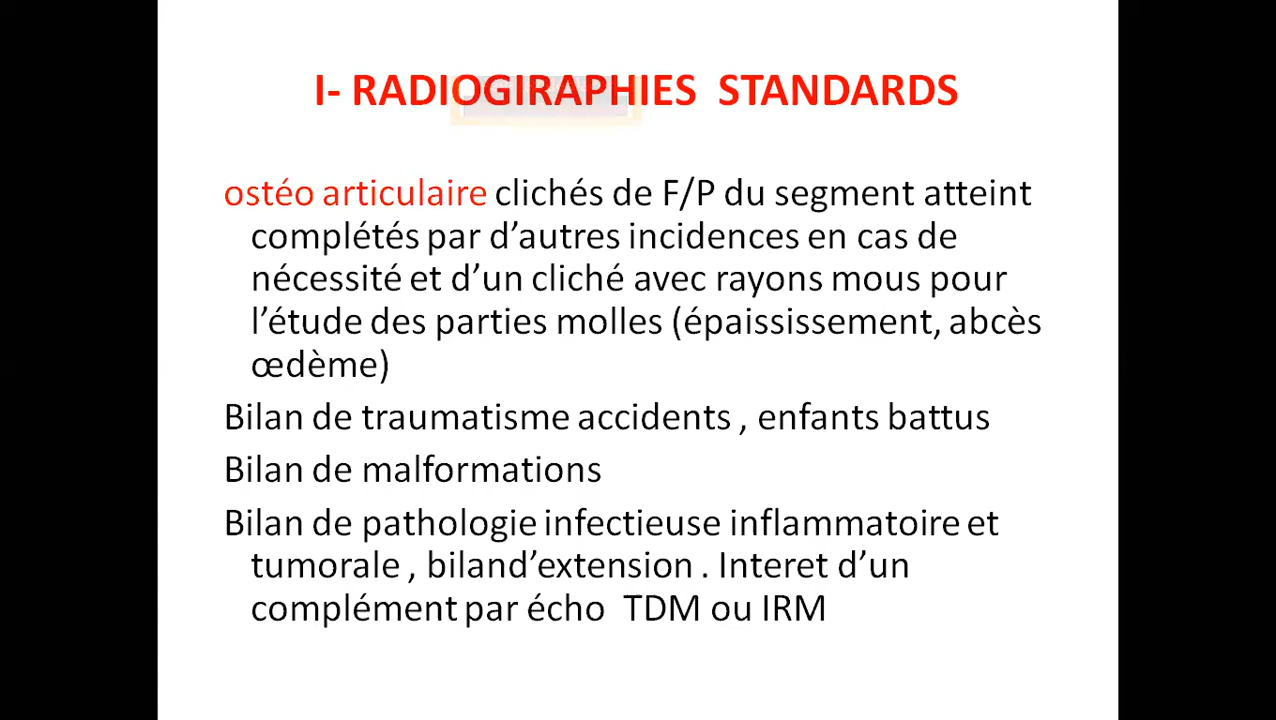 I- RADIOGIRAPHIES STANDARDS
ostéo articulaire clichés de F/P du segment atteint
complétés par d’autres incidences en cas de
nécessité et d’un cliché avec rayons mous pour
l’étude des parties molles (épaississement, abcès
œdème)
Bilan de traumatisme accidents , enfants battus
Bilan de malformations
Bilan de pathologie infectieuse inflammatoire et
tumorale , biland’extension . Interet d’un
complément par écho TDM ou IRM